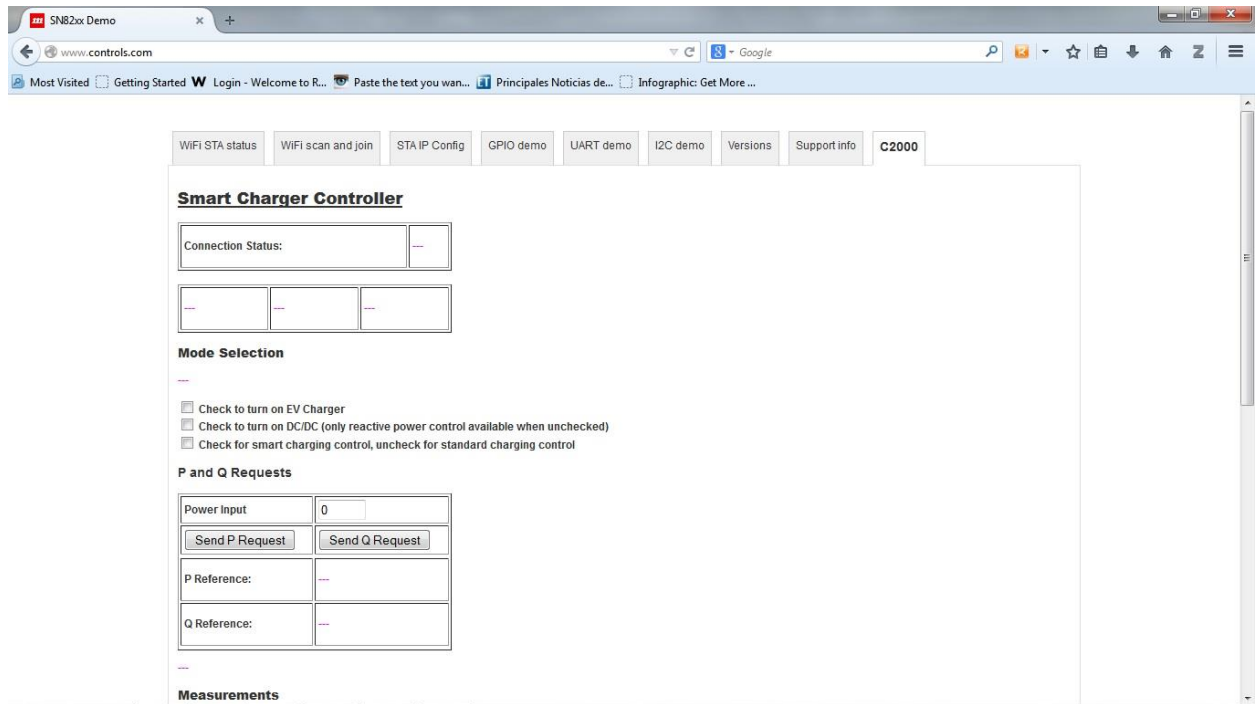 SN82xx Demo
www.controls.com
Google
Most Visited Getting Started W Login - Welcome to R... Paste the text you wan... Principales Noticias de... Infographic: Get More ...
WiFi STA status WiFi scan and join STA IP Config GPIO demo UART demo I2C demo Versions Support info C2000
Smart Charger Controller
Connection Status: ---
--- --- ---
Mode Selection
---
Check to turn on EV Charger
Check to turn on DC/DC (only reactive power control available when unchecked)
Check for smart charging control, uncheck for standard charging control
P and Q Requests
Power Input 0
Send P Request Send Q Request
P Reference: ---
Q Reference: ---
---
Measurements